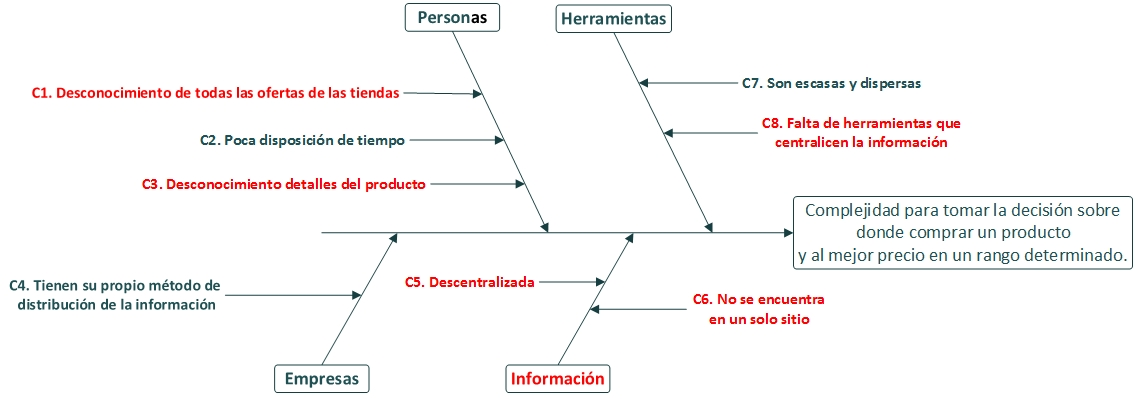 Personas
Herramientas
C1. Desconocimiento de todas las ofertas de las tiendas
C7. Son escasas y dispersas
C2. Poca disposición de tiempo
C8. Falta de herramientas que
centralicen la información
C3. Desconocimiento detalles del producto
Complejidad para tomar la decisión sobre
donde comprar un producto
y al mejor precio en un rango determinado.
C4. Tienen su propio método de
distribución de la información
C5. Descentralizada
C6. No se encuentra
en un solo sitio
Empresas
Información